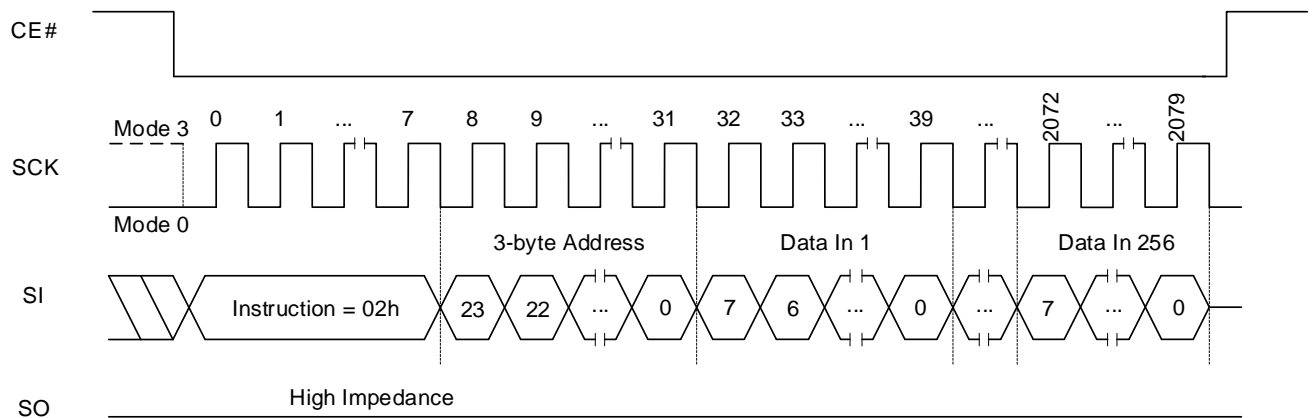 CE#
0 1 ... 7 8 9 ... 31 32 33 ... 39 ... 2072 ... 2079
Mode 3
SCK
Mode 0
3-byte Address Data In 1 Data In 256
SI Instruction = 02h 23 22 ... 0 7 6 ... 0 ... 7 ... 0
High Impedance
SO